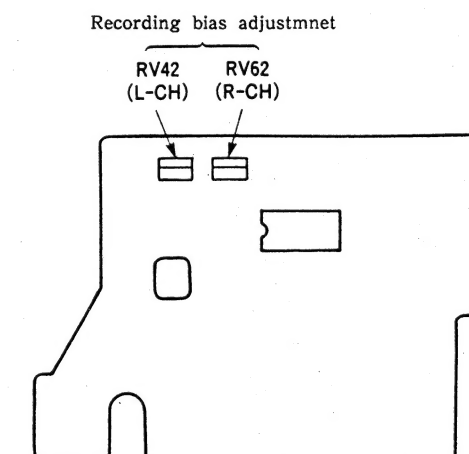 Recording bias adjustmnet
RV42 RV62
(L-CH) (R-CH)